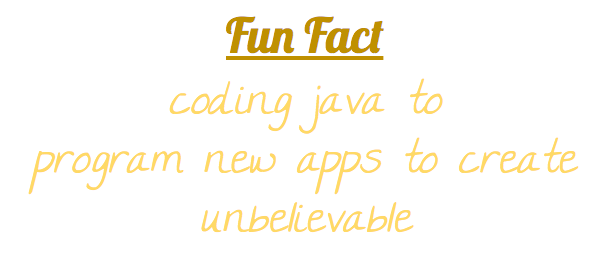 Fun Fact
coding java to
program new apps to create
unbelievable